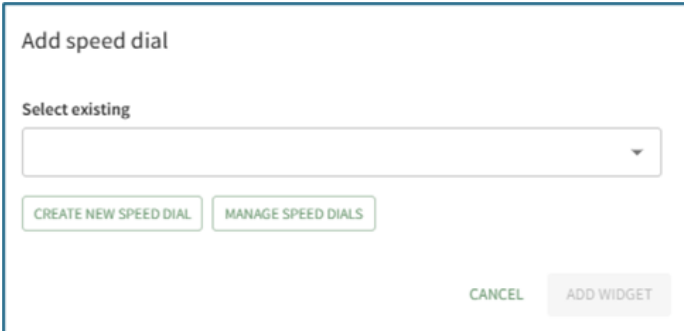 Add speed dial
Select existing
CREATE NEW SPEED DIAL MANAGE SPEED DIALS
CANCEL ADD WIDGET